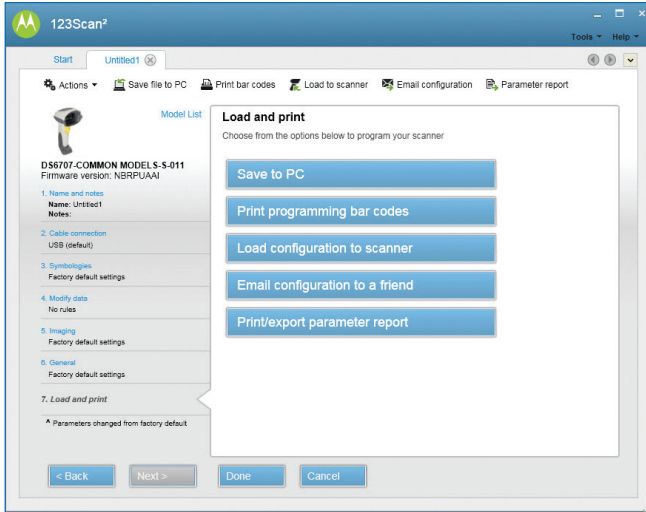 123Scan²
Tools Help
Start Untitled1
Actions Save file to PC Print bar codes Load to scanner Email configuration Parameter report
Model List
DS6707-COMMON MODELS-S-011
Firmware version: NBRPUAAI
1. Name and notes
Name: Untitled1
Notes:
2. Cable connection
USB (default)
3. Symbologies
Factory default settings
4. Modify data
No rules
5. Imaging
Factory default settings
6. General
Factory default settings
7. Load and print
^ Parameters changed from factory default
Load and print
Choose from the options below to program your scanner
Save to PC
Print programming bar codes
Load configuration to scanner
Email configuration to a friend
Print/export parameter report
< Back Next > Done Cancel